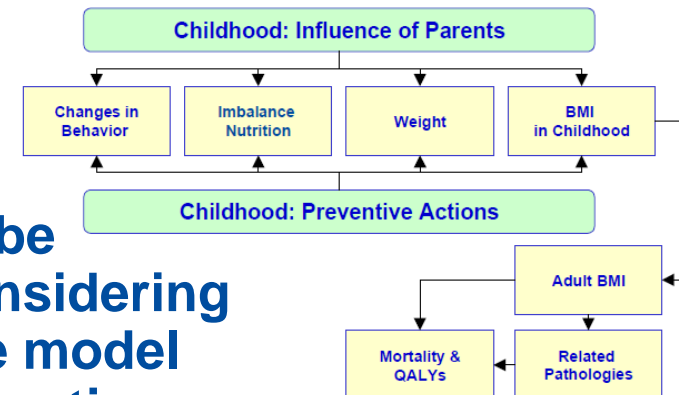 Childhood: Influence of Parents
Changes in
Behavior
Imbalance
Nutrition
Weight
BMI
in Childhood
Childhood: Preventive Actions
be
nsidering
e model
Adult BMI
Mortality &
QALYs
Related
Pathologies